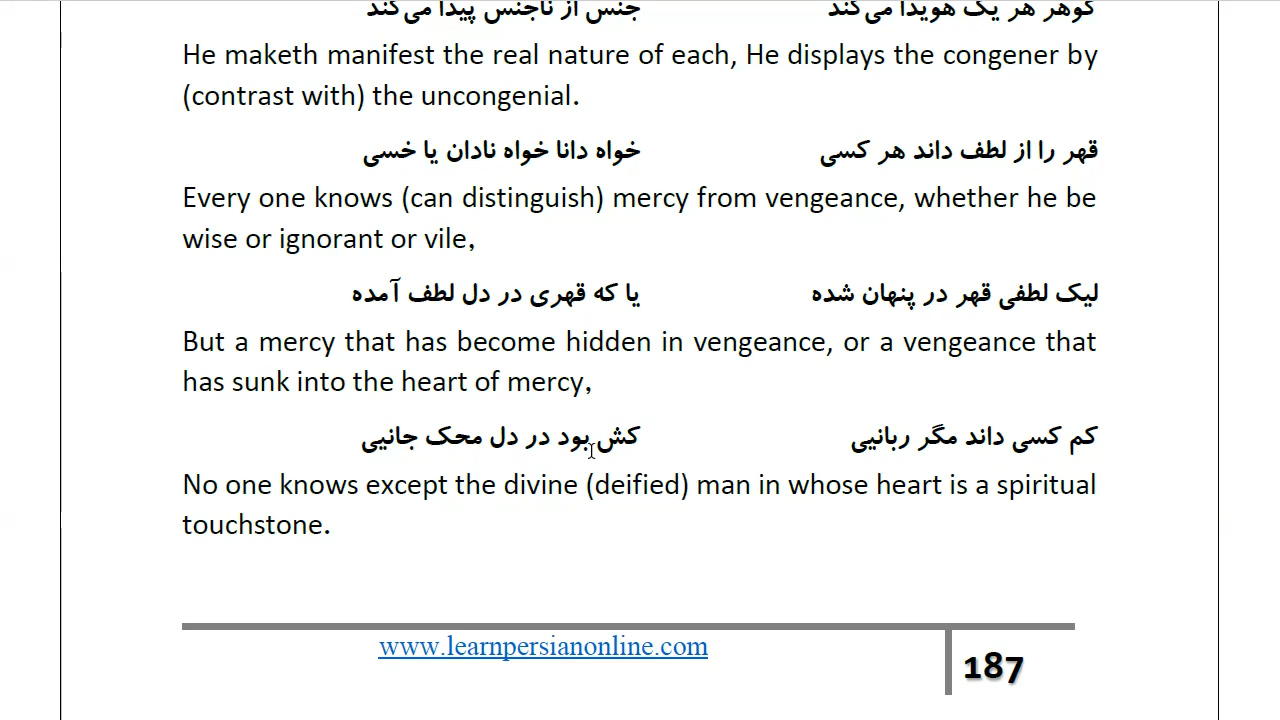 گوهر هر یک هویدا می‌کند جنس از ناجنس پیدا می‌کند
He maketh manifest the real nature of each, He displays the congener by
(contrast with) the uncongenial.
قهر را از لطف داند هر کسی خواه دانا خواه نادان یا خسی
Every one knows (can distinguish) mercy from vengeance, whether he be
wise or ignorant or vile,
لیک لطفی قهر در پنهان شده یا که قهری در دل لطف آمده
But a mercy that has become hidden in vengeance, or a vengeance that
has sunk into the heart of mercy,
کم کسی داند مگر ربانیی کش بود در دل محک جانیی
No one knows except the divine (deified) man in whose heart is a spiritual
touchstone.
www.learnpersianonline.com
187